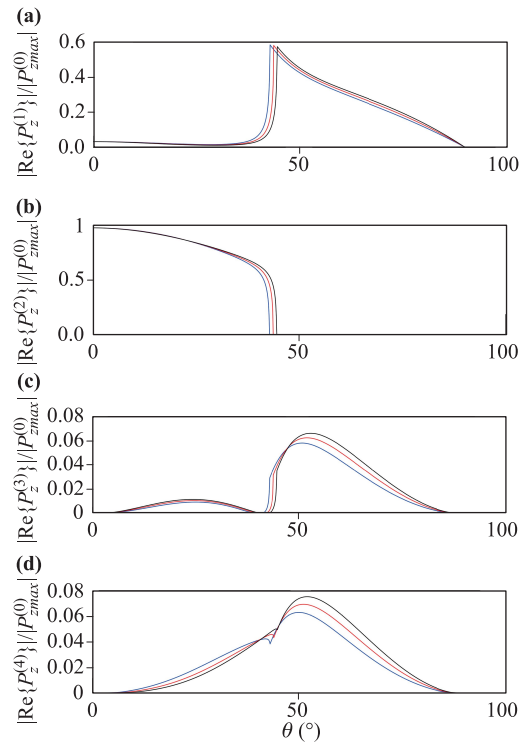 (a)
|Re{P_z^(1)}|/|P_zmax^(0)|
0.6
0.4
0.2
0.0
0 50 100
(b)
|Re{P_z^(2)}|/|P_zmax^(0)|
1
0.5
0.0
0 50 100
(c)
|Re{P_z^(3)}|/|P_zmax^(0)|
0.08
0.06
0.04
0.02
0
0 50 100
(d)
|Re{P_z^(4)}|/|P_zmax^(0)|
0.08
0.06
0.04
0.02
0
0 50 100
θ (°)